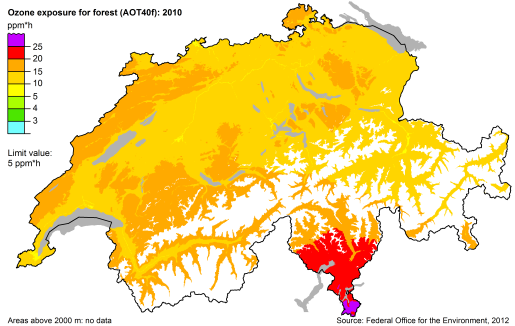 Ozone exposure for forest (AOT40f): 2010
ppm*h
25
20
15
10
5
4
3
Limit value:
5 ppm*h
Areas above 2000 m: no data
Source: Federal Office for the Environment, 2012